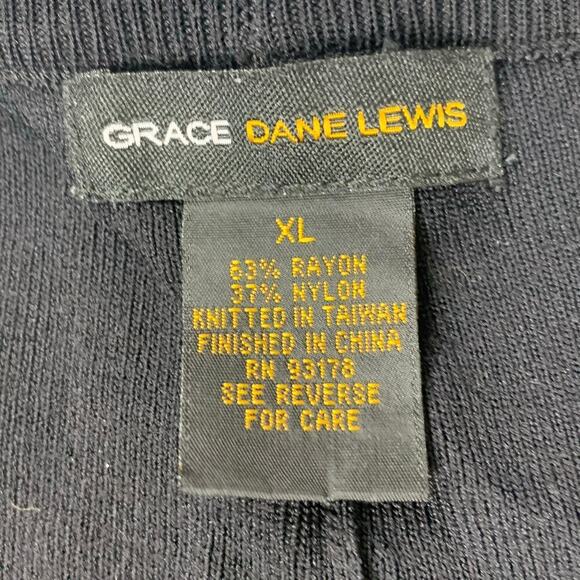 GRACE DANE LEWIS
XL
63% RAYON
37% NYLON
KNITTED IN TAIWAN
FINISHED IN CHINA
RN 93178
SEE REVERSE
FOR CARE